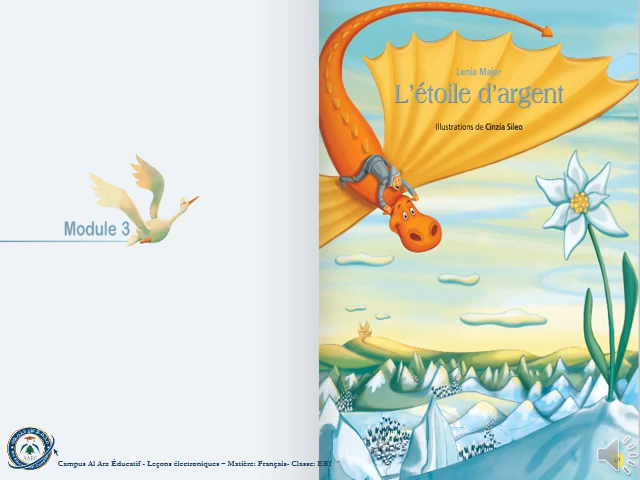 Module 3
Lenia Major
L'étoile d'argent
Illustrations de Cinzia Sileo
Campus Al Arz Éducatif - Leçons électroniques – Matière: Français- Classe: EB1